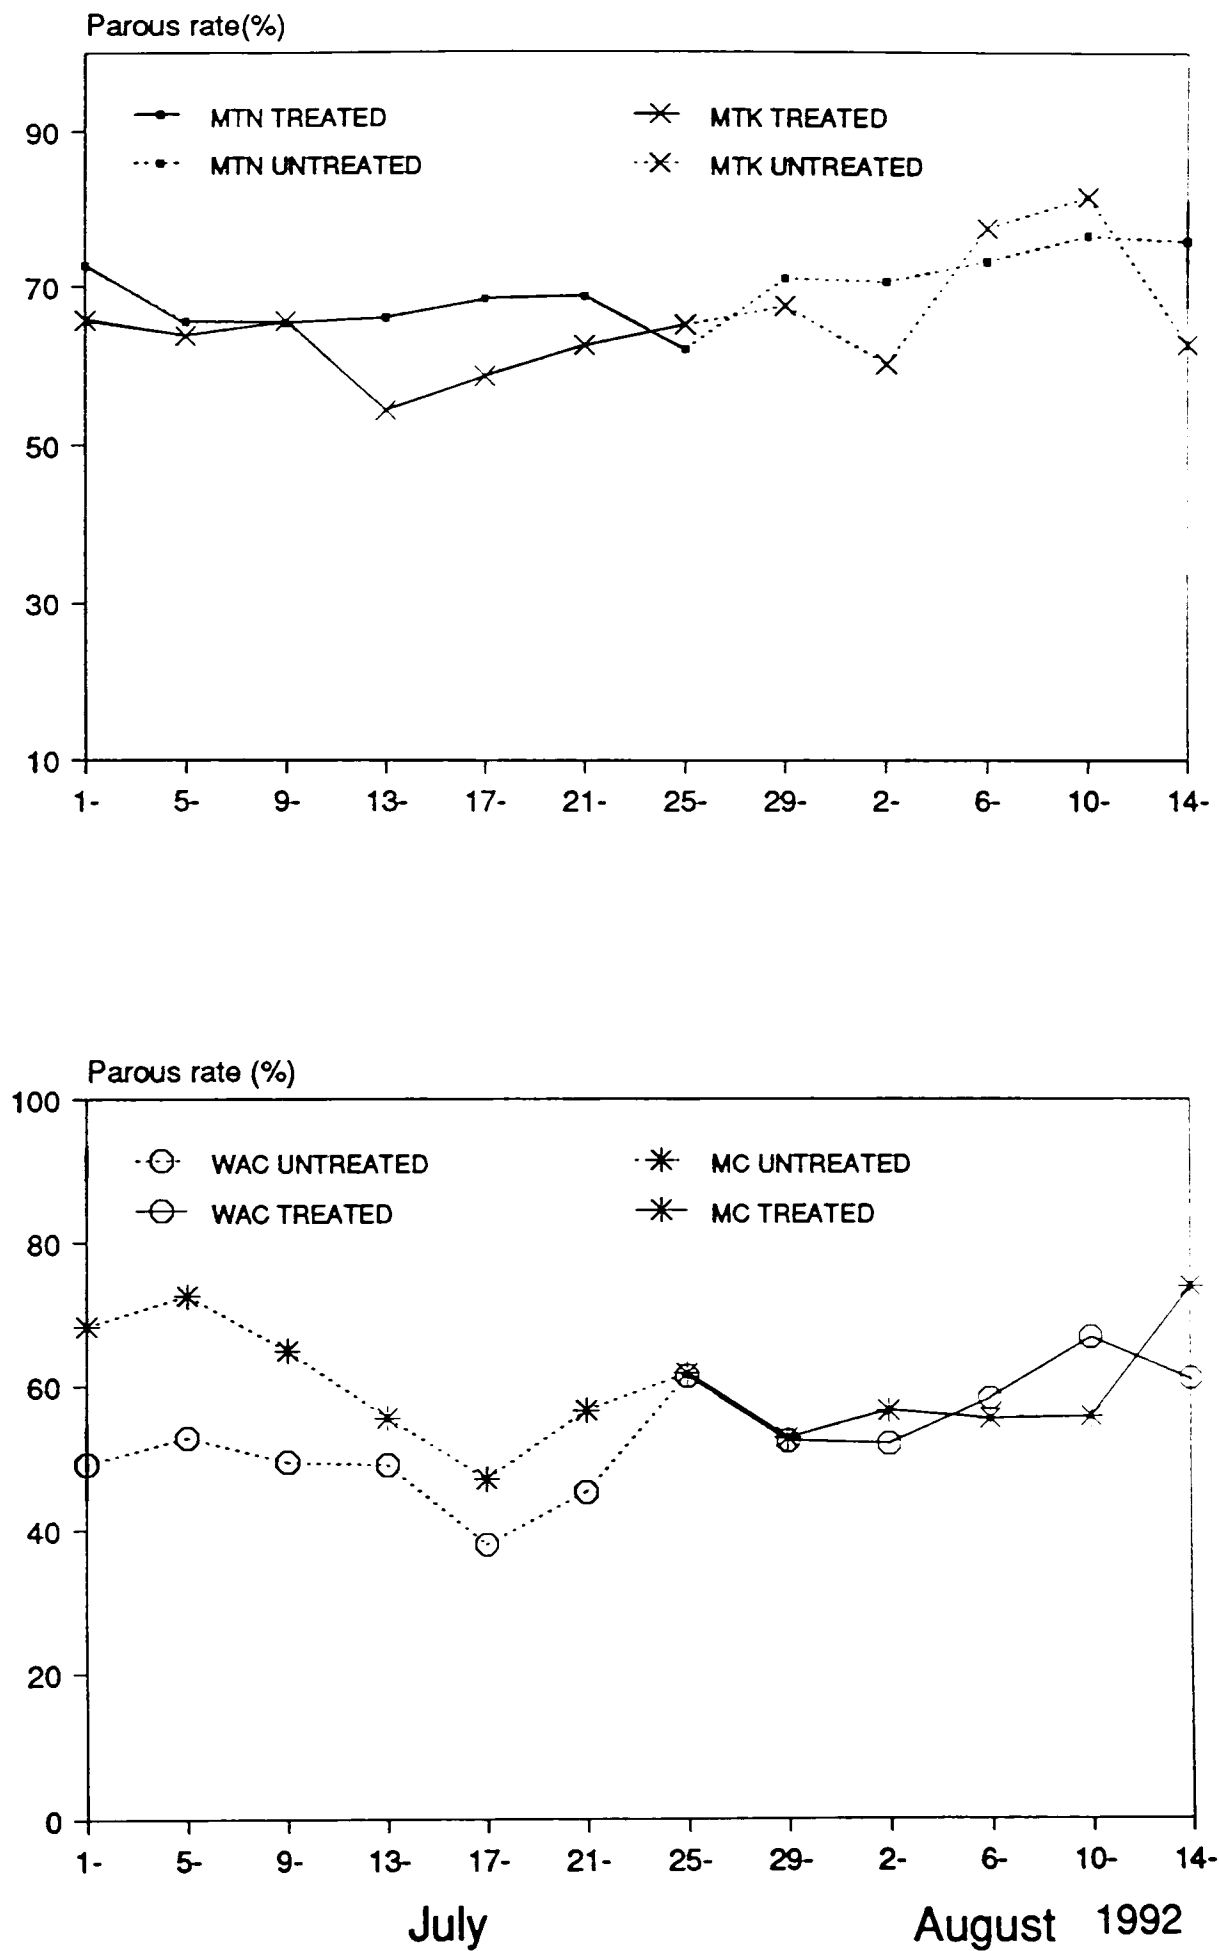 Parous rate(%)
MTN TREATED MTK TREATED
MTN UNTREATED MTK UNTREATED
90
70
50
30
10
1- 5- 9- 13- 17- 21- 25- 29- 2- 6- 10- 14-
Parous rate (%)
100
WAC UNTREATED MC UNTREATED
WAC TREATED MC TREATED
80
60
40
20
0
1- 5- 9- 13- 17- 21- 25- 29- 2- 6- 10- 14-
July August 1992